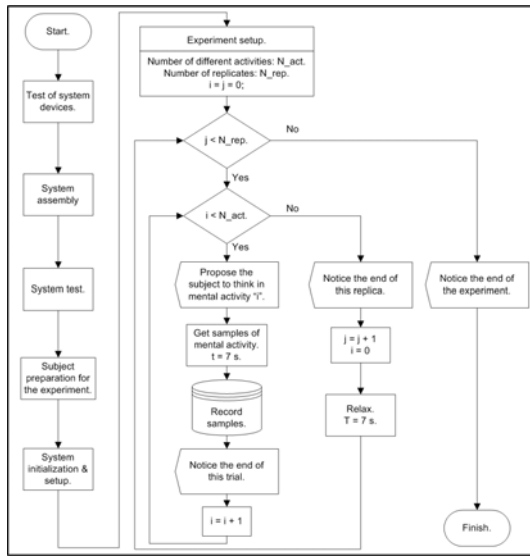 Start.
Test of system
devices.
System
assembly
System test.
Subject
preparation for
the experiment.
System
initialization &
setup.
Experiment setup.
Number of different activities: N_act.
Number of replicates: N_rep.
i = j = 0;
j < N_rep.
No
Yes
i < N_act.
No
Yes
Propose the
subject to think in
mental activity "i".
Get samples of
mental activity.
t = 7 s.
Record
samples.
Notice the end of
this trial.
i = i + 1
Notice the end of
this replica.
j = j + 1
i = 0
Relax.
T = 7 s.
Notice the end of
the experiment.
Finish.